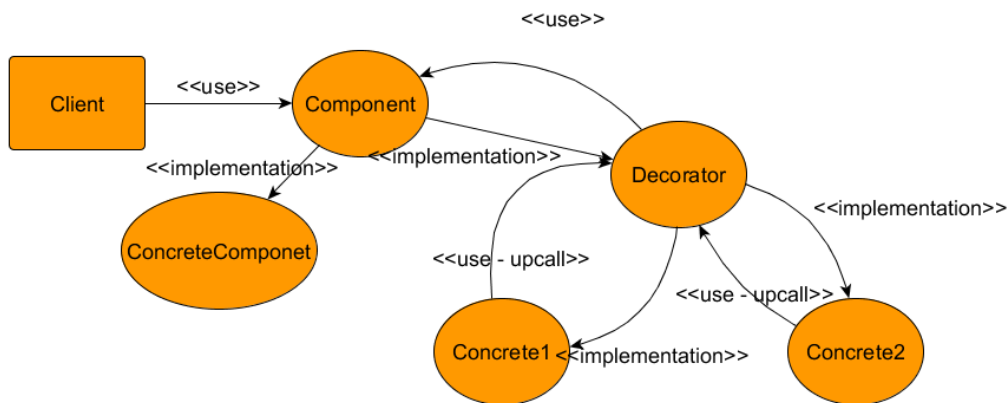 <<use>>
Client
<<use>>
Component
<<implementation>>
<<implementation>>
Decorator
<<implementation>>
ConcreteComponet
<<use - upcall>>
<<use - upcall>>
Concrete1
<<implementation>>
Concrete2